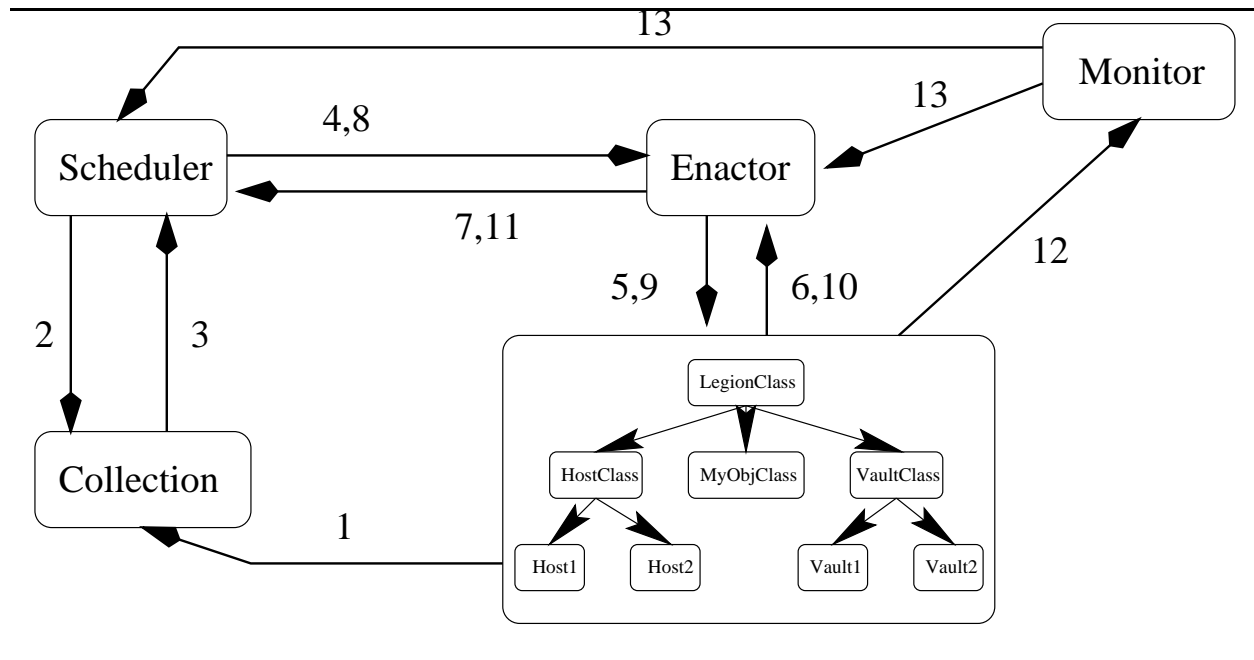 13
Monitor
13
4,8
Scheduler
Enactor
7,11
12
5,9
6,10
2
3
LegionClass
HostClass
MyObjClass
VaultClass
Collection
1
Host1
Host2
Vault1
Vault2